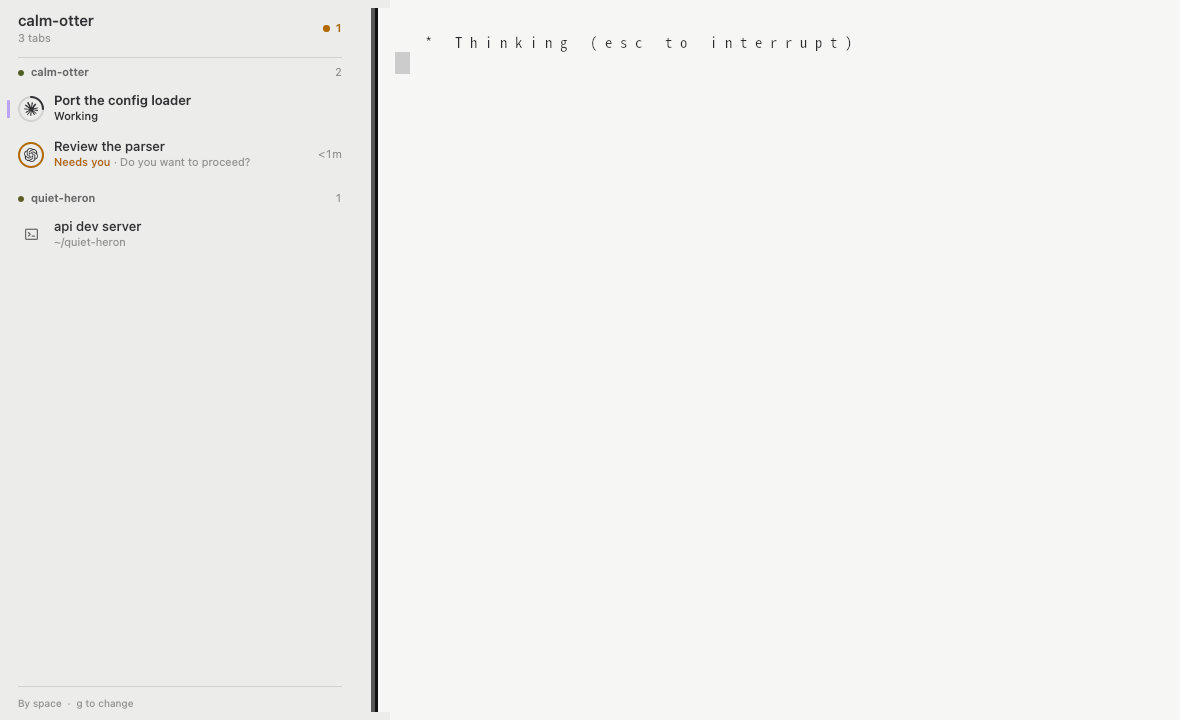 calm-otter
1
3 tabs
calm-otter 2
Port the config loader
Working
Review the parser
Needs you · Do you want to proceed? <1m
quiet-heron 1
api dev server
~/quiet-heron
By space · g to change
* Thinking (esc to interrupt)